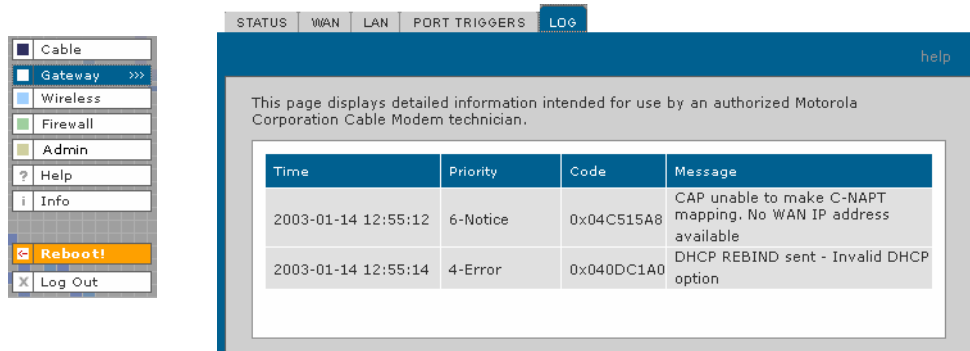 STATUS WAN LAN PORT TRIGGERS LOG
help
Cable
Gateway >>>
Wireless
Firewall
Admin
? Help
i Info
Reboot!
X Log Out
This page displays detailed information intended for use by an authorized Motorola
Corporation Cable Modem technician.
Time Priority Code Message
2003-01-14 12:55:12 6-Notice 0x04C515A8 CAP unable to make C-NAPT
mapping. No WAN IP address
available
2003-01-14 12:55:14 4-Error 0x040DC1A0 DHCP REBIND sent - Invalid DHCP
option